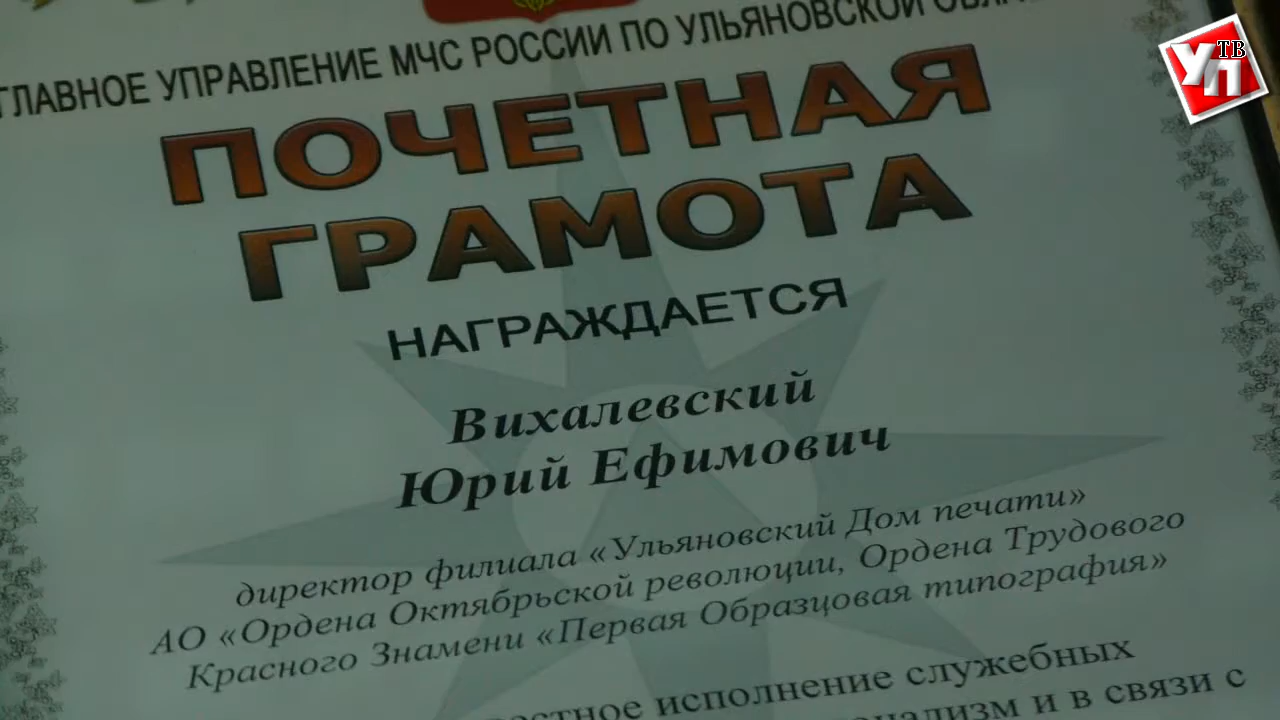 ГЛАВНОЕ УПРАВЛЕНИЕ МЧС РОССИИ ПО УЛЬЯНОВСКОЙ
ПОЧЕТНАЯ
ГРАМОТА
НАГРАЖДАЕТСЯ
Вихалевский
Юрий Ефимович
директор филиала «Ульяновский Дом печати»
АО «Ордена Октябрьской революции, Ордена Трудового
Красного Знамени «Первая Образцовая типография»
исполнение служебных
и в связи с
УП ТВ